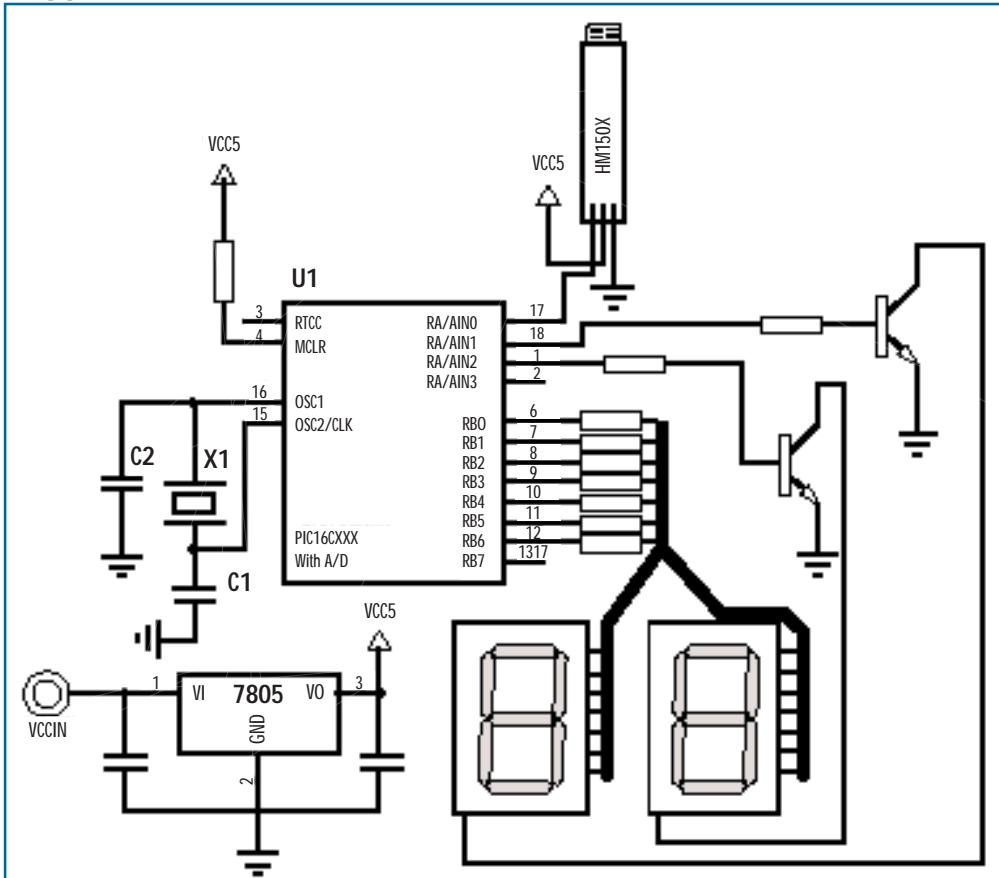 HM150X
VCC5
VCC5
U1
3
RTCC
4
MCLR
16
OSC1
15
OSC2/CLK
C2
X1
C1
PIC16CXXX
With A/D
RA/AIN0
17
RA/AIN1
18
RA/AIN2
1
RA/AIN3
2
RB0
6
RB1
7
RB2
8
RB3
9
RB4
10
RB5
11
RB6
12
RB7
1317
VCC5
VCCIN
1
VI
7805
VO
3
GND
2